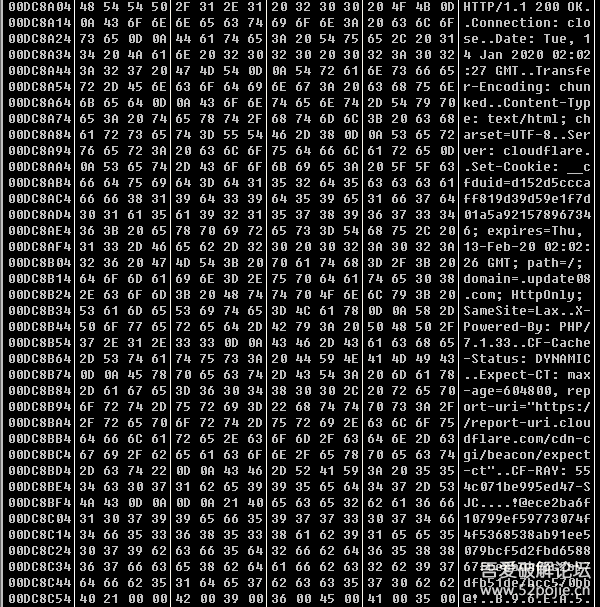 00DC8A04 48 54 54 50 2F 31 2E 31 20 32 30 30 20 4F 4B 0D HTTP/1.1 200 OK.
00DC8A14 0A 43 6F 6E 6E 65 63 74 69 6F 6E 3A 20 63 6C 6F .Connection: clo
00DC8A24 73 65 0D 0A 44 61 74 65 3A 20 54 75 65 2C 20 31 se..Date: Tue, 1
00DC8A34 34 20 4A 61 6E 20 32 30 32 30 20 30 32 3A 30 32 4 Jan 2020 02:02
00DC8A44 3A 32 37 20 47 4D 54 0D 0A 54 72 61 6E 73 66 65 :27 GMT..Transfe
00DC8A54 72 2D 45 6E 63 6F 64 69 6E 67 3A 20 63 68 75 6E r-Encoding: chun
00DC8A64 6B 65 64 0D 0A 43 6F 6E 74 65 6E 74 2D 54 79 70 ked..Content-Typ
00DC8A74 65 3A 20 74 65 78 74 2F 68 74 6D 6C 3B 20 63 68 e: text/html; ch
00DC8A84 61 72 73 65 74 3D 55 54 46 2D 38 0D 0A 53 65 72 arset=UTF-8..Ser
00DC8A94 76 65 72 3A 20 63 6C 6F 75 64 66 6C 61 72 65 0D ver: cloudflare.
00DC8AA4 0A 53 65 74 2D 43 6F 6F 6B 69 65 3A 20 5F 5F 63 .Set-Cookie: __c
00DC8AB4 66 64 75 69 64 3D 64 31 35 32 64 35 63 63 63 61 fduid=d152d5ccca
00DC8AC4 66 66 38 31 39 64 33 39 64 35 39 65 31 66 37 64 ff819d39d59e1f7d
00DC8AD4 30 31 61 35 61 39 32 31 35 37 38 39 36 37 33 34 01a5a92157896734
00DC8AE4 36 3B 20 65 78 70 69 72 65 73 3D 54 68 75 2C 20 6; expires=Thu, 
00DC8AF4 31 33 2D 46 65 62 2D 32 30 20 30 32 3A 30 32 3A 13-Feb-20 02:02:
00DC8B04 32 36 20 47 4D 54 3B 20 70 61 74 68 3D 2F 3B 20 26 GMT; path=/; 
00DC8B14 64 6F 6D 61 69 6E 3D 2E 75 70 64 61 74 65 30 38 domain=.update08
00DC8B24 2E 63 6F 6D 3B 20 48 74 74 70 4F 6E 6C 79 3B 20 .com; HttpOnly; 
00DC8B34 53 61 6D 65 53 69 74 65 3D 4C 61 78 0D 0A 58 2D SameSite=Lax..X-
00DC8B44 50 6F 77 65 72 65 64 2D 42 79 3A 20 50 48 50 2F Powered-By: PHP/
00DC8B54 37 2E 31 2E 33 33 0D 0A 43 46 2D 43 61 63 68 65 7.1.33..CF-Cache
00DC8B64 2D 53 74 61 74 75 73 3A 20 44 59 4E 41 4D 49 43 -Status: DYNAMIC
00DC8B74 0D 0A 45 78 70 65 63 74 2D 43 54 3A 20 6D 61 78 ..Expect-CT: max
00DC8B84 2D 61 67 65 3D 36 30 34 38 30 30 2C 20 72 65 70 -age=604800, rep
00DC8B94 6F 72 74 2D 75 72 69 3D 22 68 74 74 70 73 3A 2F ort-uri="https:/
00DC8BA4 2F 72 65 70 6F 72 74 2D 75 72 69 2E 63 6C 6F 75 /report-uri.clou
00DC8BB4 64 66 6C 61 72 65 2E 63 6F 6D 2F 63 64 6E 2D 63 dflare.com/cdn-c
00DC8BC4 67 69 2F 62 65 61 63 6F 6E 2F 65 78 70 65 63 74 gi/beacon/expect
00DC8BD4 2D 63 74 22 0D 0A 43 46 2D 52 41 59 3A 20 35 35 -ct"..CF-RAY: 55
00DC8BE4 34 63 30 37 31 62 65 39 39 35 65 64 34 37 2D 53 4c071be995ed47-S
00DC8BF4 4A 43 0D 0A 0D 0A 21 40 65 63 65 32 62 61 36 66 JC....!@ece2ba6f
00DC8C04 31 30 37 39 39 65 66 35 39 37 37 33 30 37 34 66 10799ef59773074f
00DC8C14 34 66 35 33 36 38 35 33 38 61 62 39 31 65 65 35 4f5368538ab91ee5
00DC8C24 30 37 39 62 63 66 35 64 32 66 62 64 36 35 38 38 079bcf5d2fbd6588
00DC8C34 36 37 66 63 65 38 62 64
00DC8C44 64 66 62 35 31 64 65 37 62 63 63 35 37 30 62 62
00DC8C54 40 21 00 00 42 00 39 00 36 00 45 00 41 00 35 00 @!..B.9.6.E.A.5.
吾爱破解论坛
www.52pojie.cn